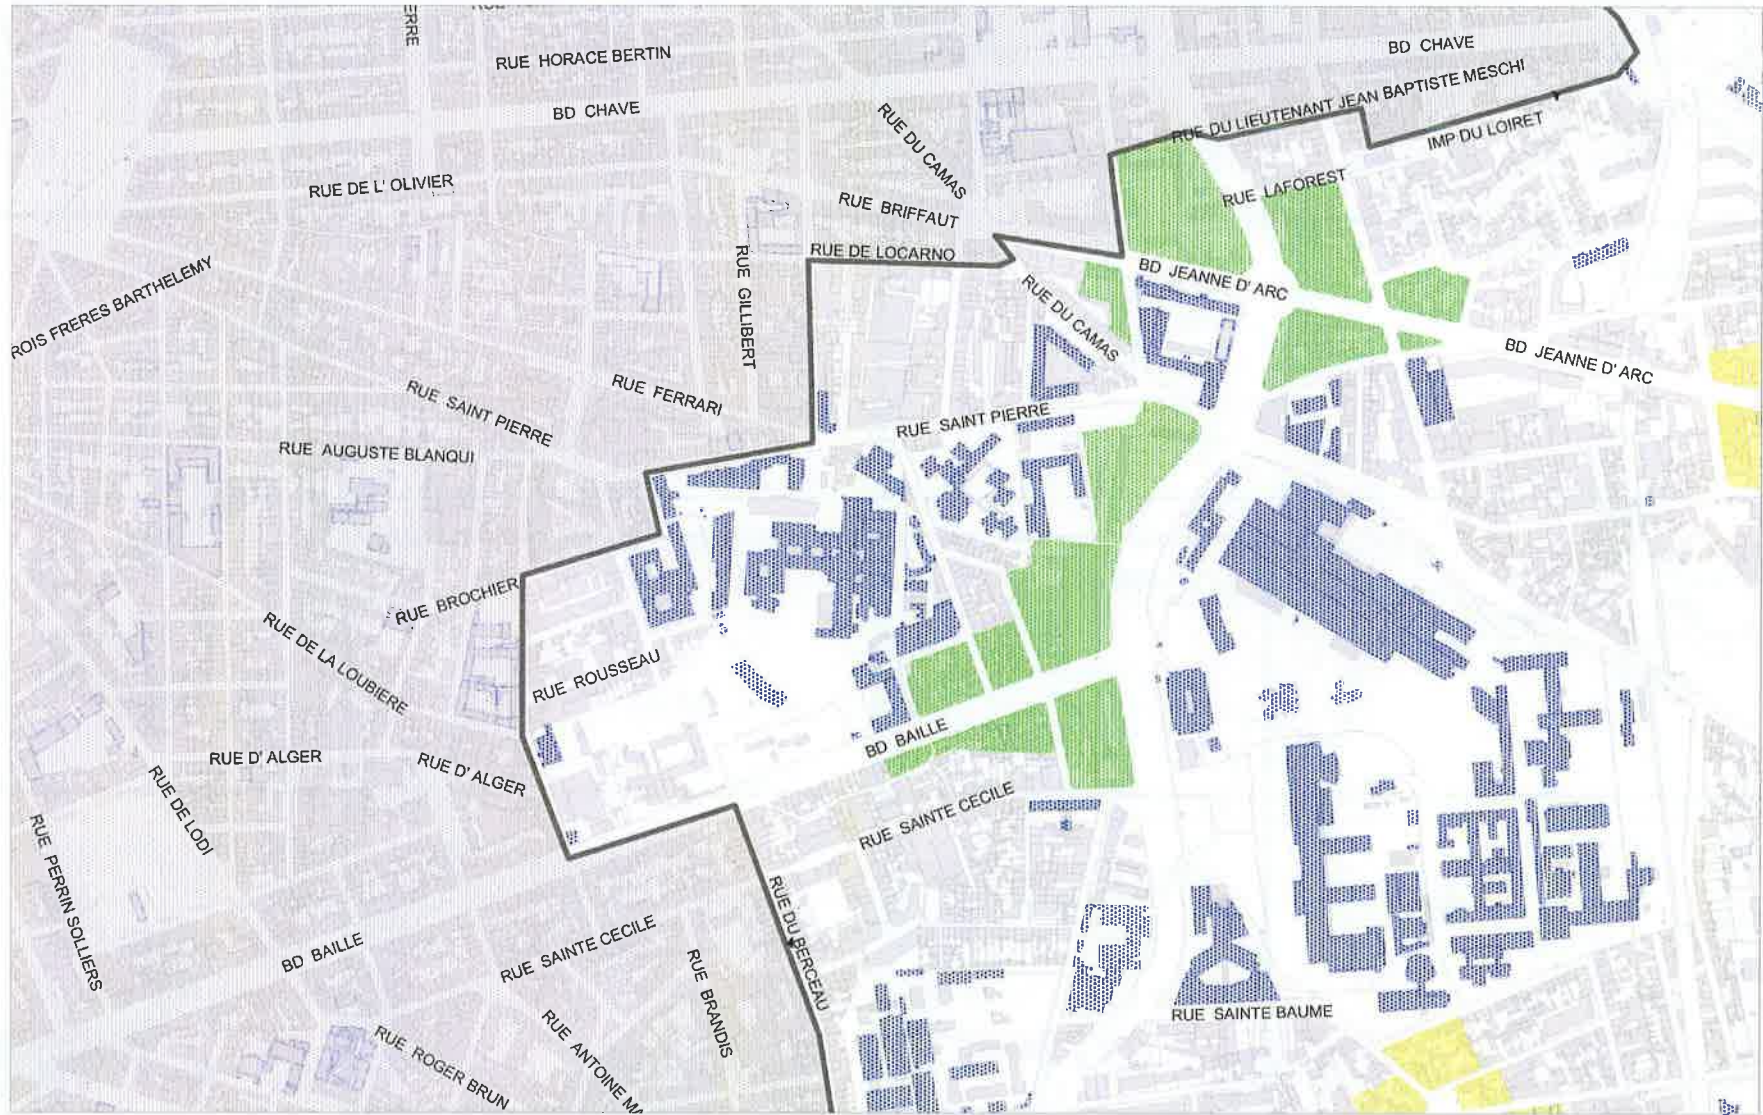 ERRE
RUE HORACE BERTIN
BD CHAVE
BD CHAVE
RUE DU LIEUTENANT JEAN BAPTISTE MESCHI
IMP DU LOIRET
RUE DU CAMAS
RUE DE L' OLIVIER
RUE BRIFFAUT
RUE LAFOREST
RUE DE LOCARNO
ROIS FRERES BARTHELEMY
RUE GILLIBERT
BD JEANNE D' ARC
RUE DU CAMAS
BD JEANNE D' ARC
RUE FERRARI
RUE SAINT PIERRE
RUE SAINT PIERRE
RUE AUGUSTE BLANQUI
RUE BROCHIER
RUE DE LA LOUBIERE
RUE ROUSSEAU
BD BAILLE
RUE D' ALGER
RUE D' ALGER
RUE DE LODI
RUE SAINTE CECILE
RUE PERRIN SOLLIERS
RUE DU BERCEAU
BD BAILLE
RUE SAINTE CECILE
RUE BRANDIS
RUE SAINTE BAUME
RUE ROGER BRUN
RUE ANTOINE MA